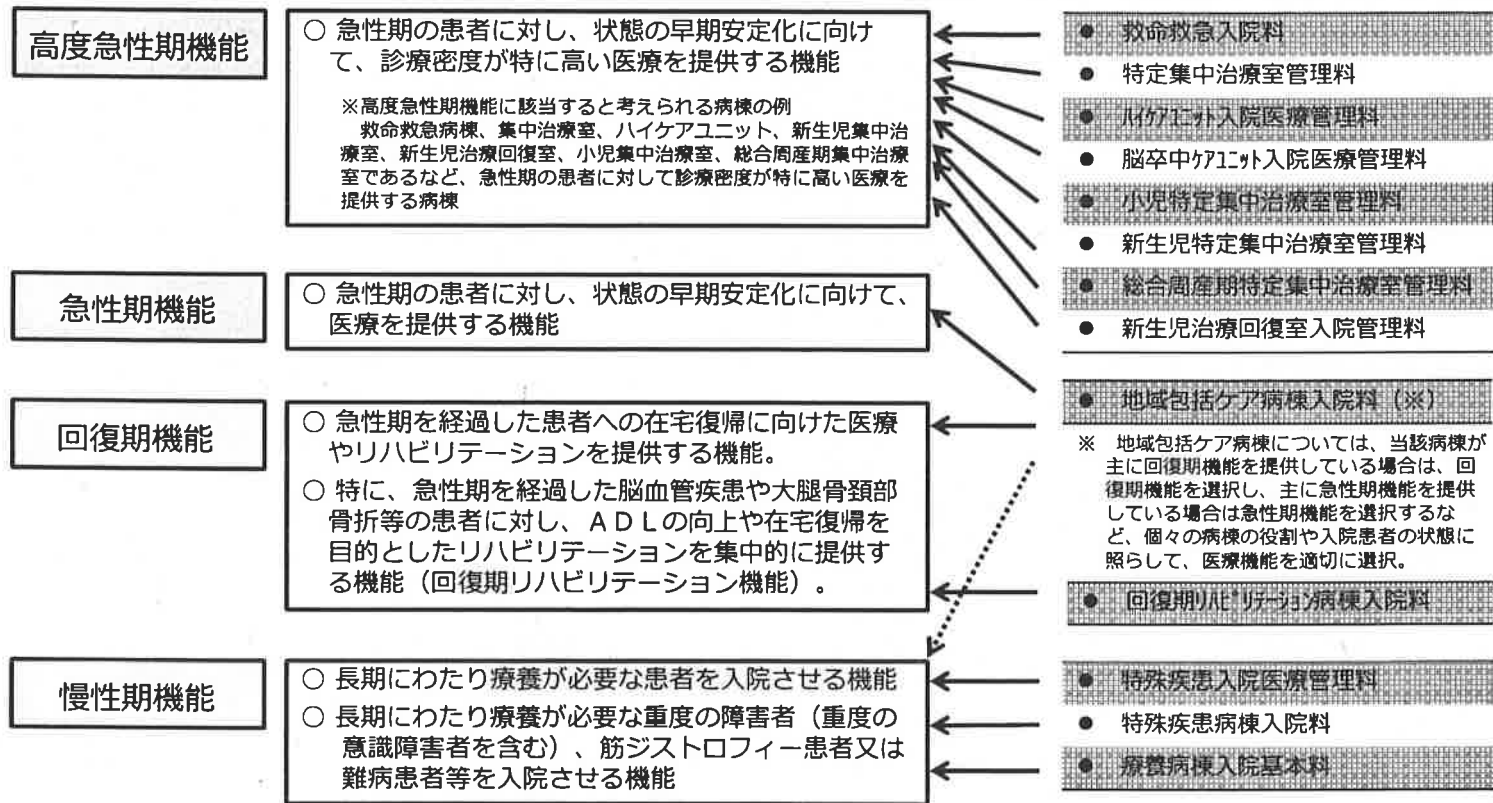 高度急性期機能
○ 急性期の患者に対し、状態の早期安定化に向け
て、診療密度が特に高い医療を提供する機能
※高度急性期機能に該当すると考えられる病棟の例
救命救急病棟、集中治療室、ハイケアユニット、新生児集中治
療室、新生児治療回復室、小児集中治療室、総合周産期集中治療
室であるなど、急性期の患者に対して診療密度が特に高い医療を
提供する病棟
● 救命救急入院料
● 特定集中治療室管理料
● ﾊｲｹｱﾕﾆｯﾄ入院医療管理料
● 脳卒中ｹｱﾕﾆｯﾄ入院医療管理料
● 小児特定集中治療室管理料
● 新生児特定集中治療室管理料
● 総合周産期特定集中治療室管理料
● 新生児治療回復室入院管理料
急性期機能
○ 急性期の患者に対し、状態の早期安定化に向けて、
医療を提供する機能
回復期機能
○ 急性期を経過した患者への在宅復帰に向けた医療
やリハビリテーションを提供する機能。
○ 特に、急性期を経過した脳血管疾患や大腿骨頚部
骨折等の患者に対し、ＡＤＬの向上や在宅復帰を
目的としたリハビリテーションを集中的に提供す
る機能（回復期リハビリテーション機能）。
● 地域包括ケア病棟入院料（※）
※ 地域包括ケア病棟については、当該病棟が
主に回復期機能を提供している場合は、回
復期機能を選択し、主に急性期機能を提供
している場合は急性期機能を選択するな
ど、個々の病棟の役割や入院患者の状態に
照らして、医療機能を適切に選択。
● 回復期ﾘﾊﾋﾞﾘﾃｰｼｮﾝ病棟入院料
慢性期機能
○ 長期にわたり療養が必要な患者を入院させる機能
○ 長期にわたり療養が必要な重度の障害者（重度の
意識障害者を含む）、筋ジストロフィー患者又は
難病患者等を入院させる機能
● 特殊疾患入院医療管理料
● 特殊疾患病棟入院料
● 療養病棟入院基本料